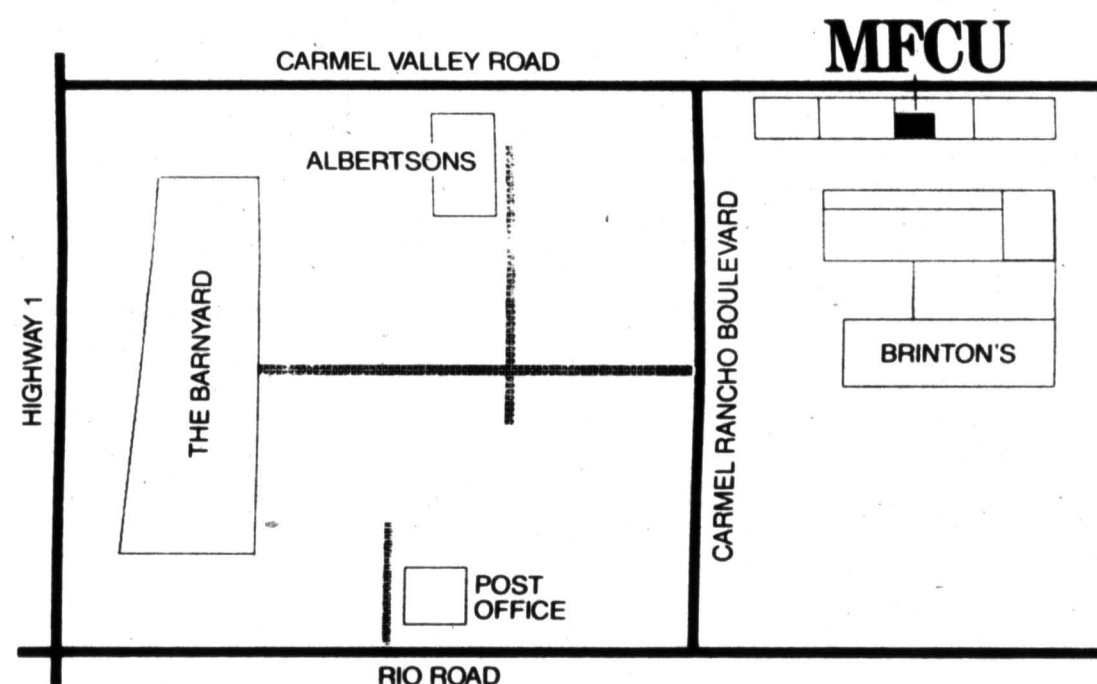 MFCU
CARMEL VALLEY ROAD
ALBERTSONS
HIGHWAY 1
THE BARNYARD
CARMEL RANCHO BOULEVARD
BRINTON'S
POST
OFFICE
RIO ROAD